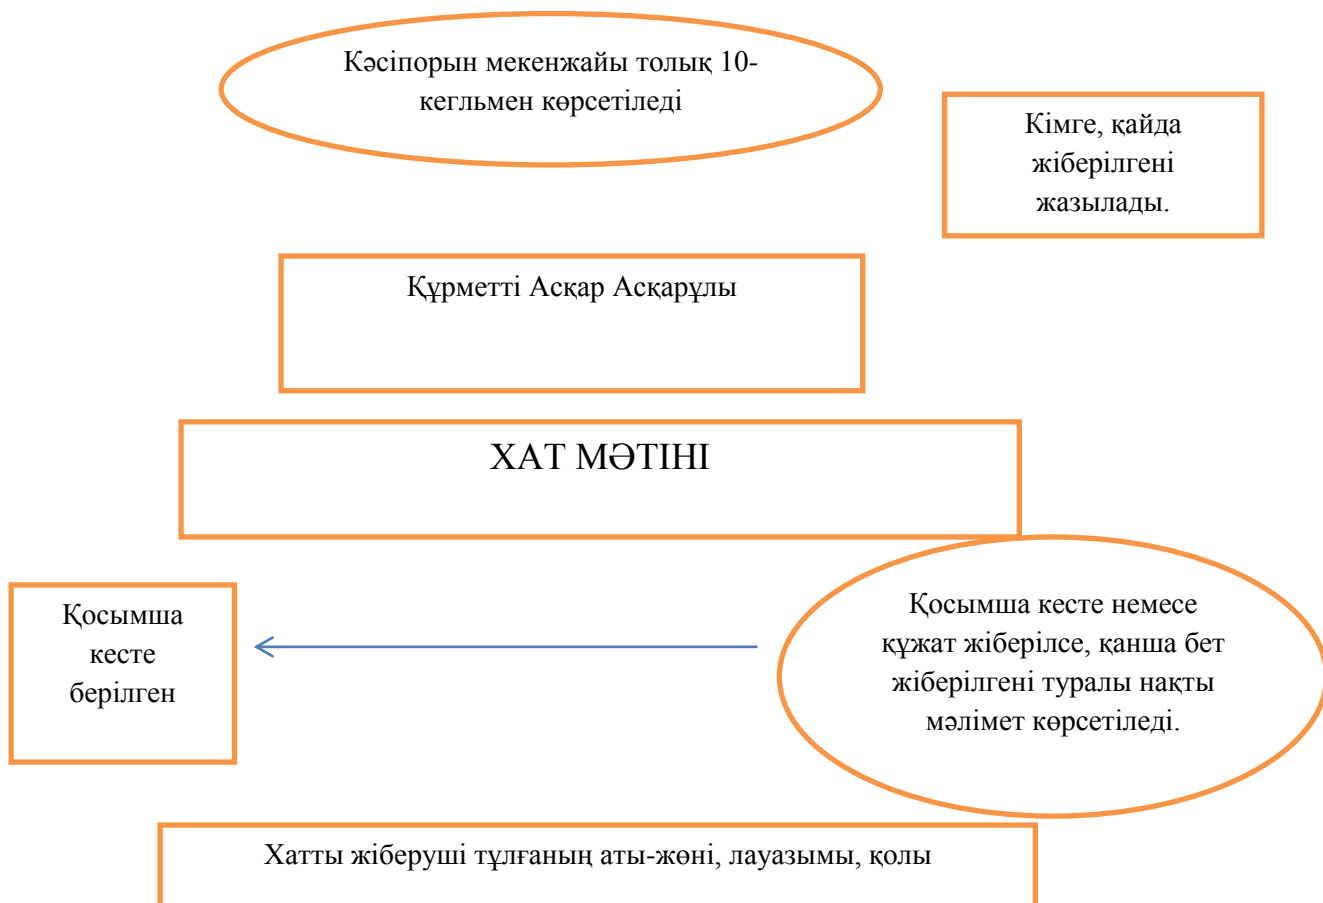 Кәсіпорын мекенжайы толық 10-
кегльмен көрсетіледі
Кімге, қайда
жіберілгені
жазылады.
Құрметті Асқар Асқарұлы
ХАТ МӘТІНІ
Қосымша
кесте
берілген
Қосымша кесте немесе
құжат жіберілсе, қанша бет
жіберілгені туралы нақты
мәлімет көрсетіледі.
Хатты жіберуші тұлғаның аты-жөні, лауазымы, қолы